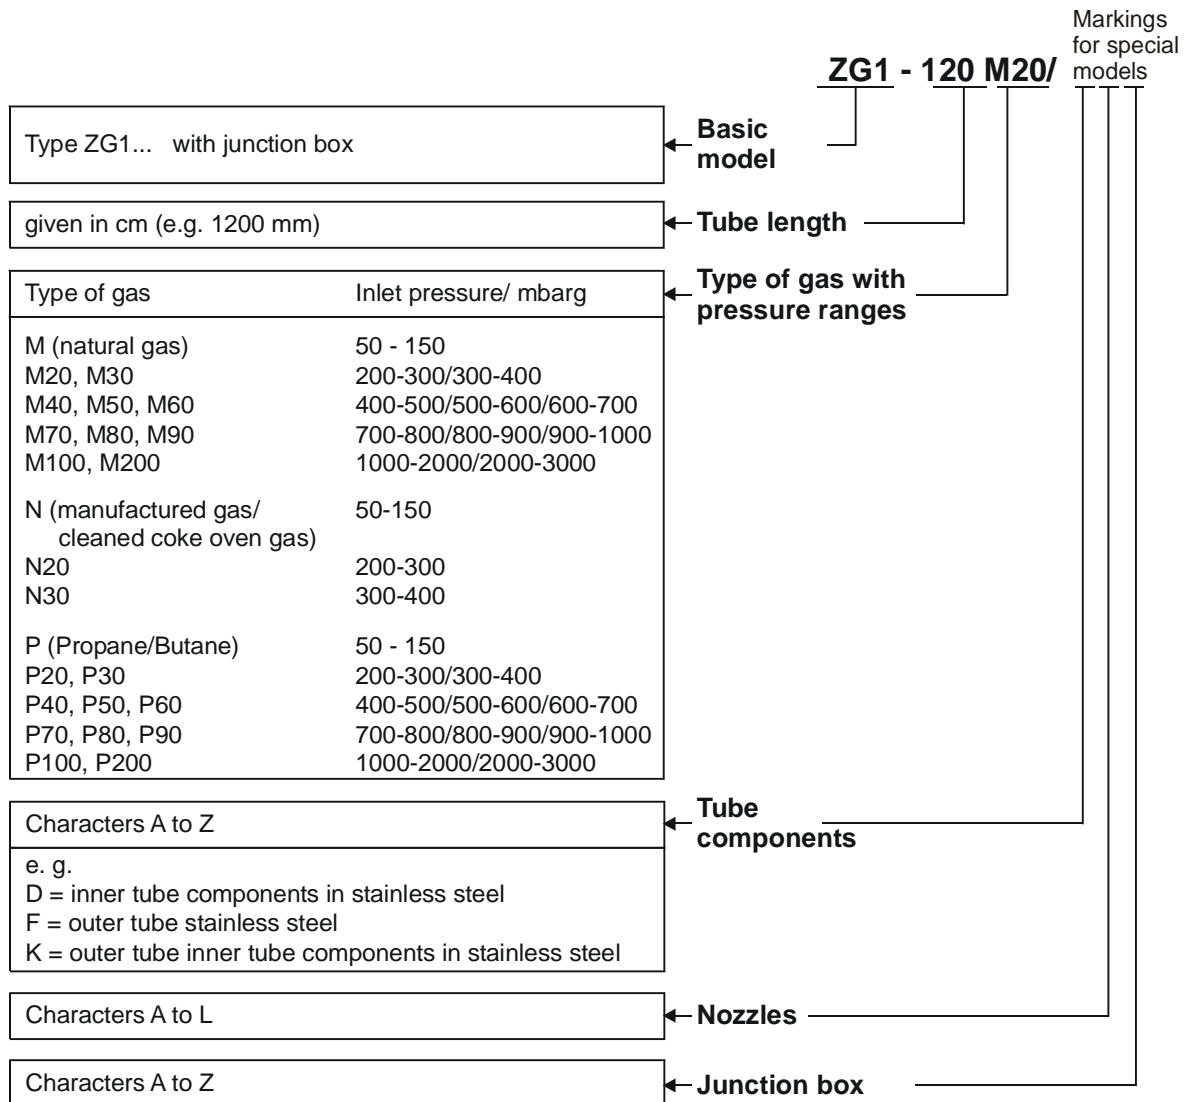 Markings
for special
models
ZG1 - 120 M20/
Type ZG1... with junction box
Basic
model
given in cm (e.g. 1200 mm)
Tube length
Type of gas Inlet pressure/ mbarg
Type of gas with
pressure ranges
M (natural gas) 50 - 150
M20, M30 200-300/300-400
M40, M50, M60 400-500/500-600/600-700
M70, M80, M90 700-800/800-900/900-1000
M100, M200 1000-2000/2000-3000
N (manufactured gas/ 50-150
cleaned coke oven gas)
N20 200-300
N30 300-400
P (Propane/Butane) 50 - 150
P20, P30 200-300/300-400
P40, P50, P60 400-500/500-600/600-700
P70, P80, P90 700-800/800-900/900-1000
P100, P200 1000-2000/2000-3000
Characters A to Z
Tube
components
e. g.
D = inner tube components in stainless steel
F = outer tube stainless steel
K = outer tube inner tube components in stainless steel
Characters A to L
Nozzles
Characters A to Z
Junction box